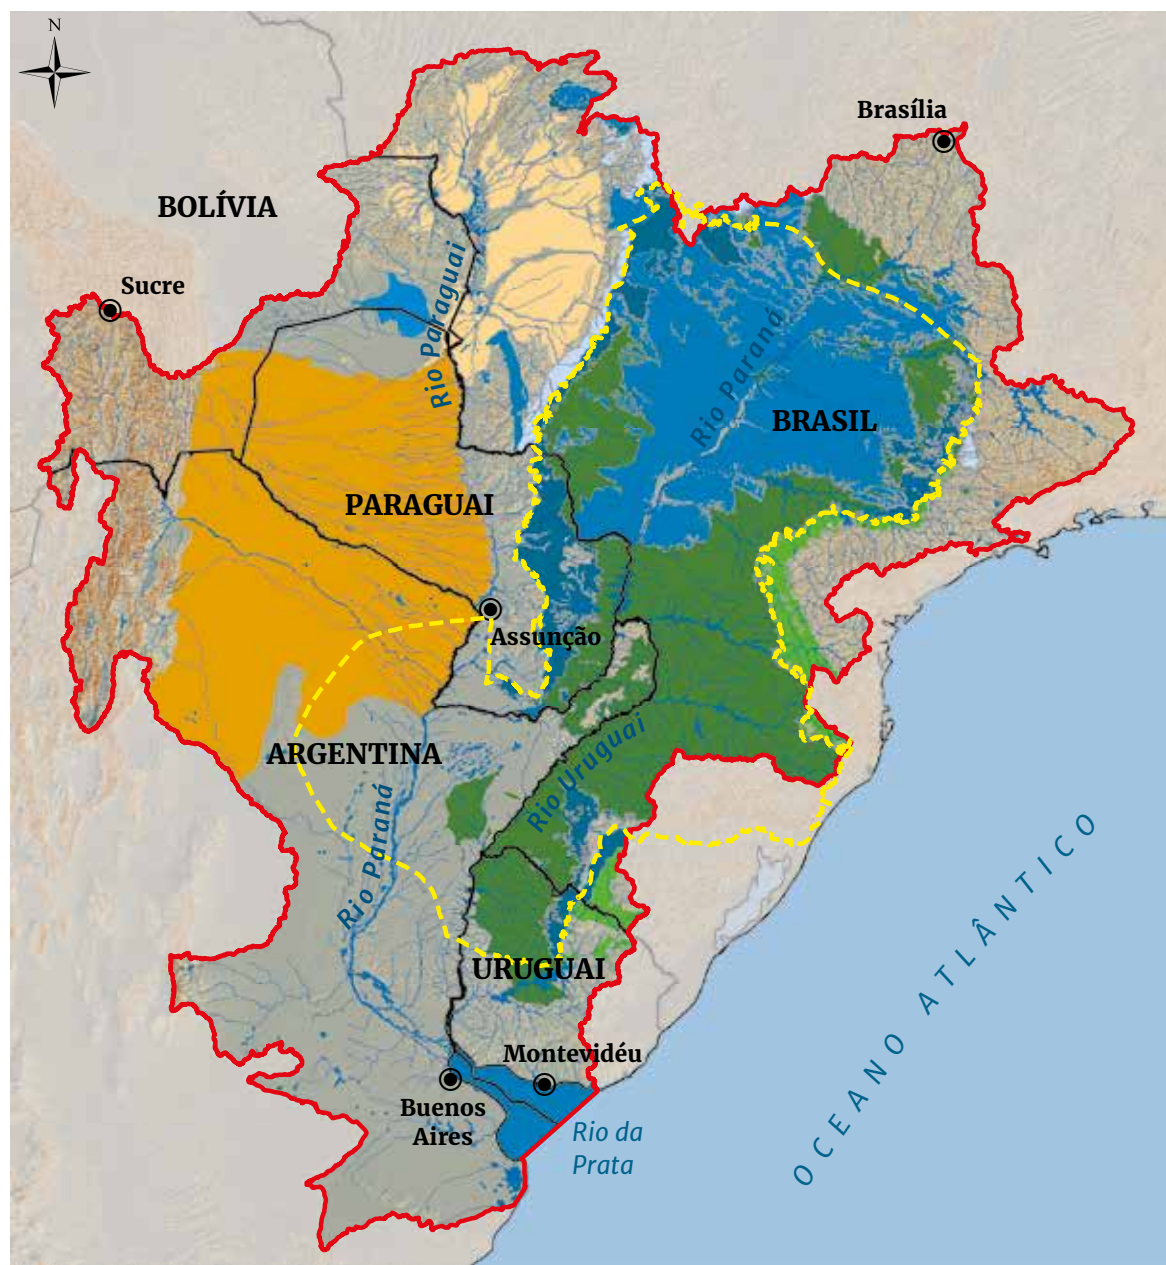 N
Brasília
BOLÍVIA
Sucre
Rio Paraguai
Rio Paraná
BRASIL
PARAGUAI
Assunção
ARGENTINA
Rio Uruguai
Rio Paraná
OCEANO ATLÂNTICO
URUGUAI
Montevidéu
Buenos
Aires
Rio da
Prata